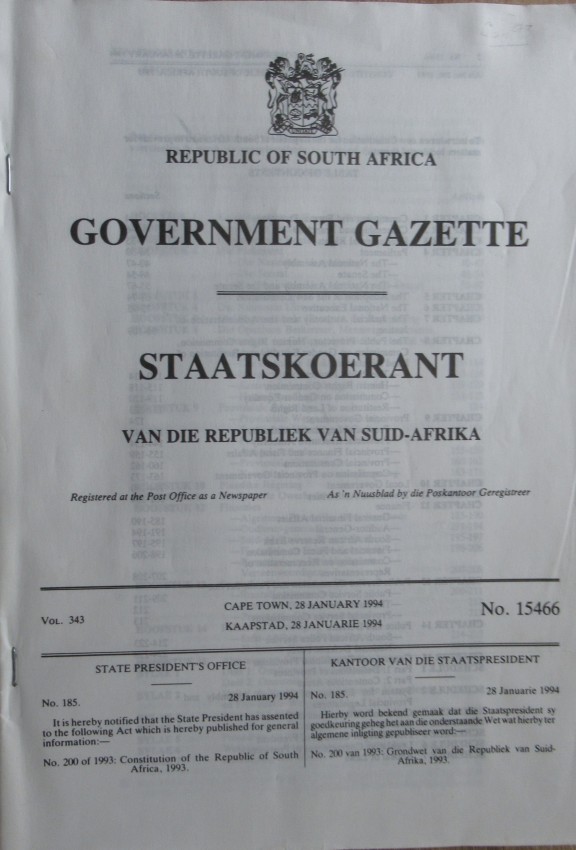 REPUBLIC OF SOUTH AFRICA
GOVERNMENT GAZETTE
STAATSKOERANT
VAN DIE REPUBLIEK VAN SUID-AFRIKA
Registered at the Post Office as a Newspaper
As 'n Nuusblad by die Poskantoor Geregistreer
VOL. 343
CAPE TOWN, 28 JANUARY 1994
KAAPSTAD, 28 JANUARIE 1994
No. 15466
STATE PRESIDENT'S OFFICE
No. 185.
28 January 1994
It is hereby notified that the State President has assented
to the following Act which is hereby published for general
information:—
No. 200 of 1993: Constitution of the Republic of South
Africa, 1993.
KANTOOR VAN DIE STAATSPRESIDENT
No. 185.
28 Januarie 1994
Hierby word bekend gemaak dat die Staatspresident sy
goedkeuring geheg het aan die onderstaande Wet wat hierby ter
algemene inligting gepubliseer word:—
No. 200 van 1993: Grondwet van die Republiek van Suid-
Afrika, 1993.